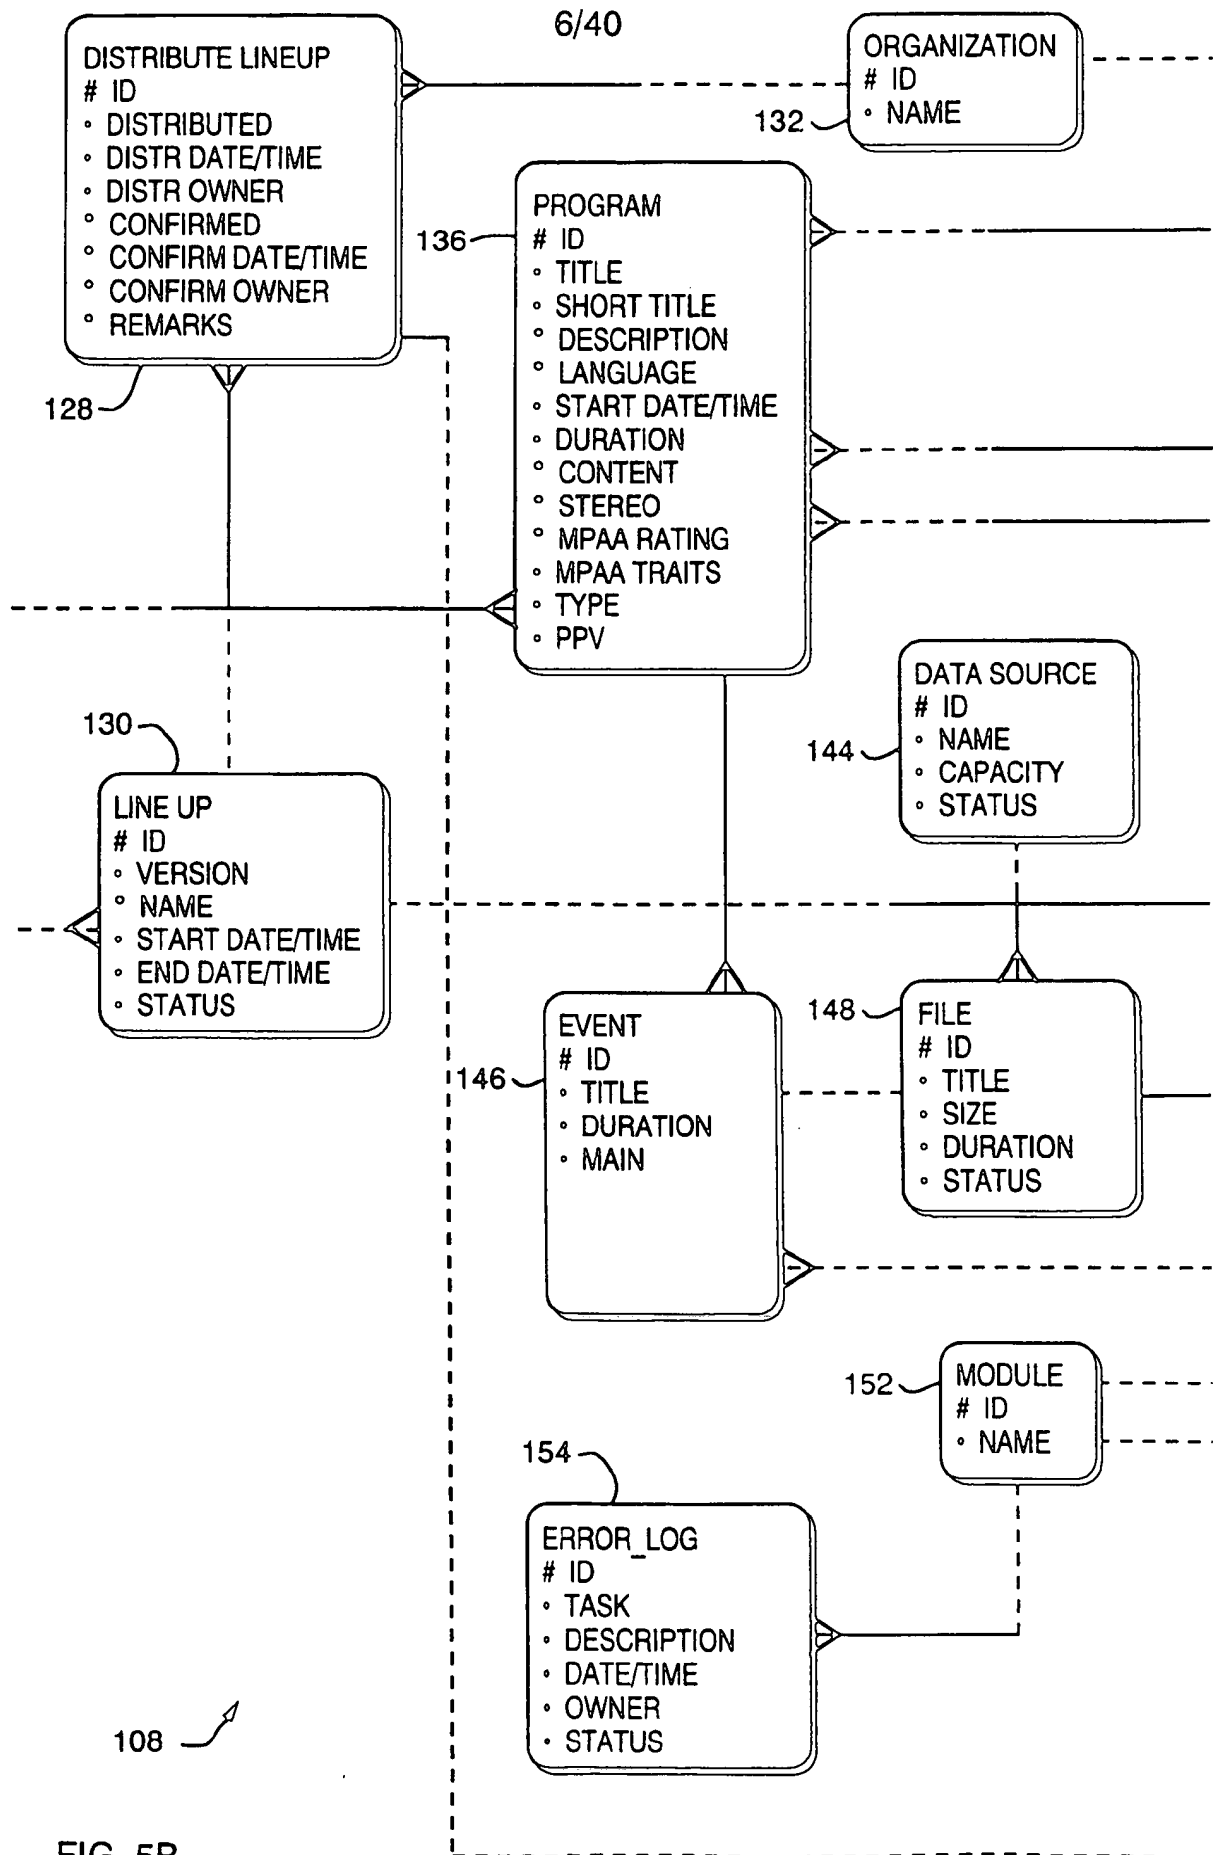 6/40
DISTRIBUTE LINEUP
# ID
° DISTRIBUTED
° DISTR DATE/TIME
° DISTR OWNER
° CONFIRMED
° CONFIRM DATE/TIME
° CONFIRM OWNER
° REMARKS
128
ORGANIZATION
# ID
° NAME
132
PROGRAM
# ID
° TITLE
° SHORT TITLE
° DESCRIPTION
° LANGUAGE
° START DATE/TIME
° DURATION
° CONTENT
° STEREO
° MPAA RATING
° MPAA TRAITS
° TYPE
° PPV
136
130
LINE UP
# ID
° VERSION
° NAME
° START DATE/TIME
° END DATE/TIME
° STATUS
DATA SOURCE
# ID
° NAME
° CAPACITY
° STATUS
144
EVENT
# ID
° TITLE
° DURATION
° MAIN
146
148
FILE
# ID
° TITLE
° SIZE
° DURATION
° STATUS
152
MODULE
# ID
° NAME
154
ERROR_LOG
# ID
° TASK
° DESCRIPTION
° DATE/TIME
° OWNER
° STATUS
108
FIG. 5B